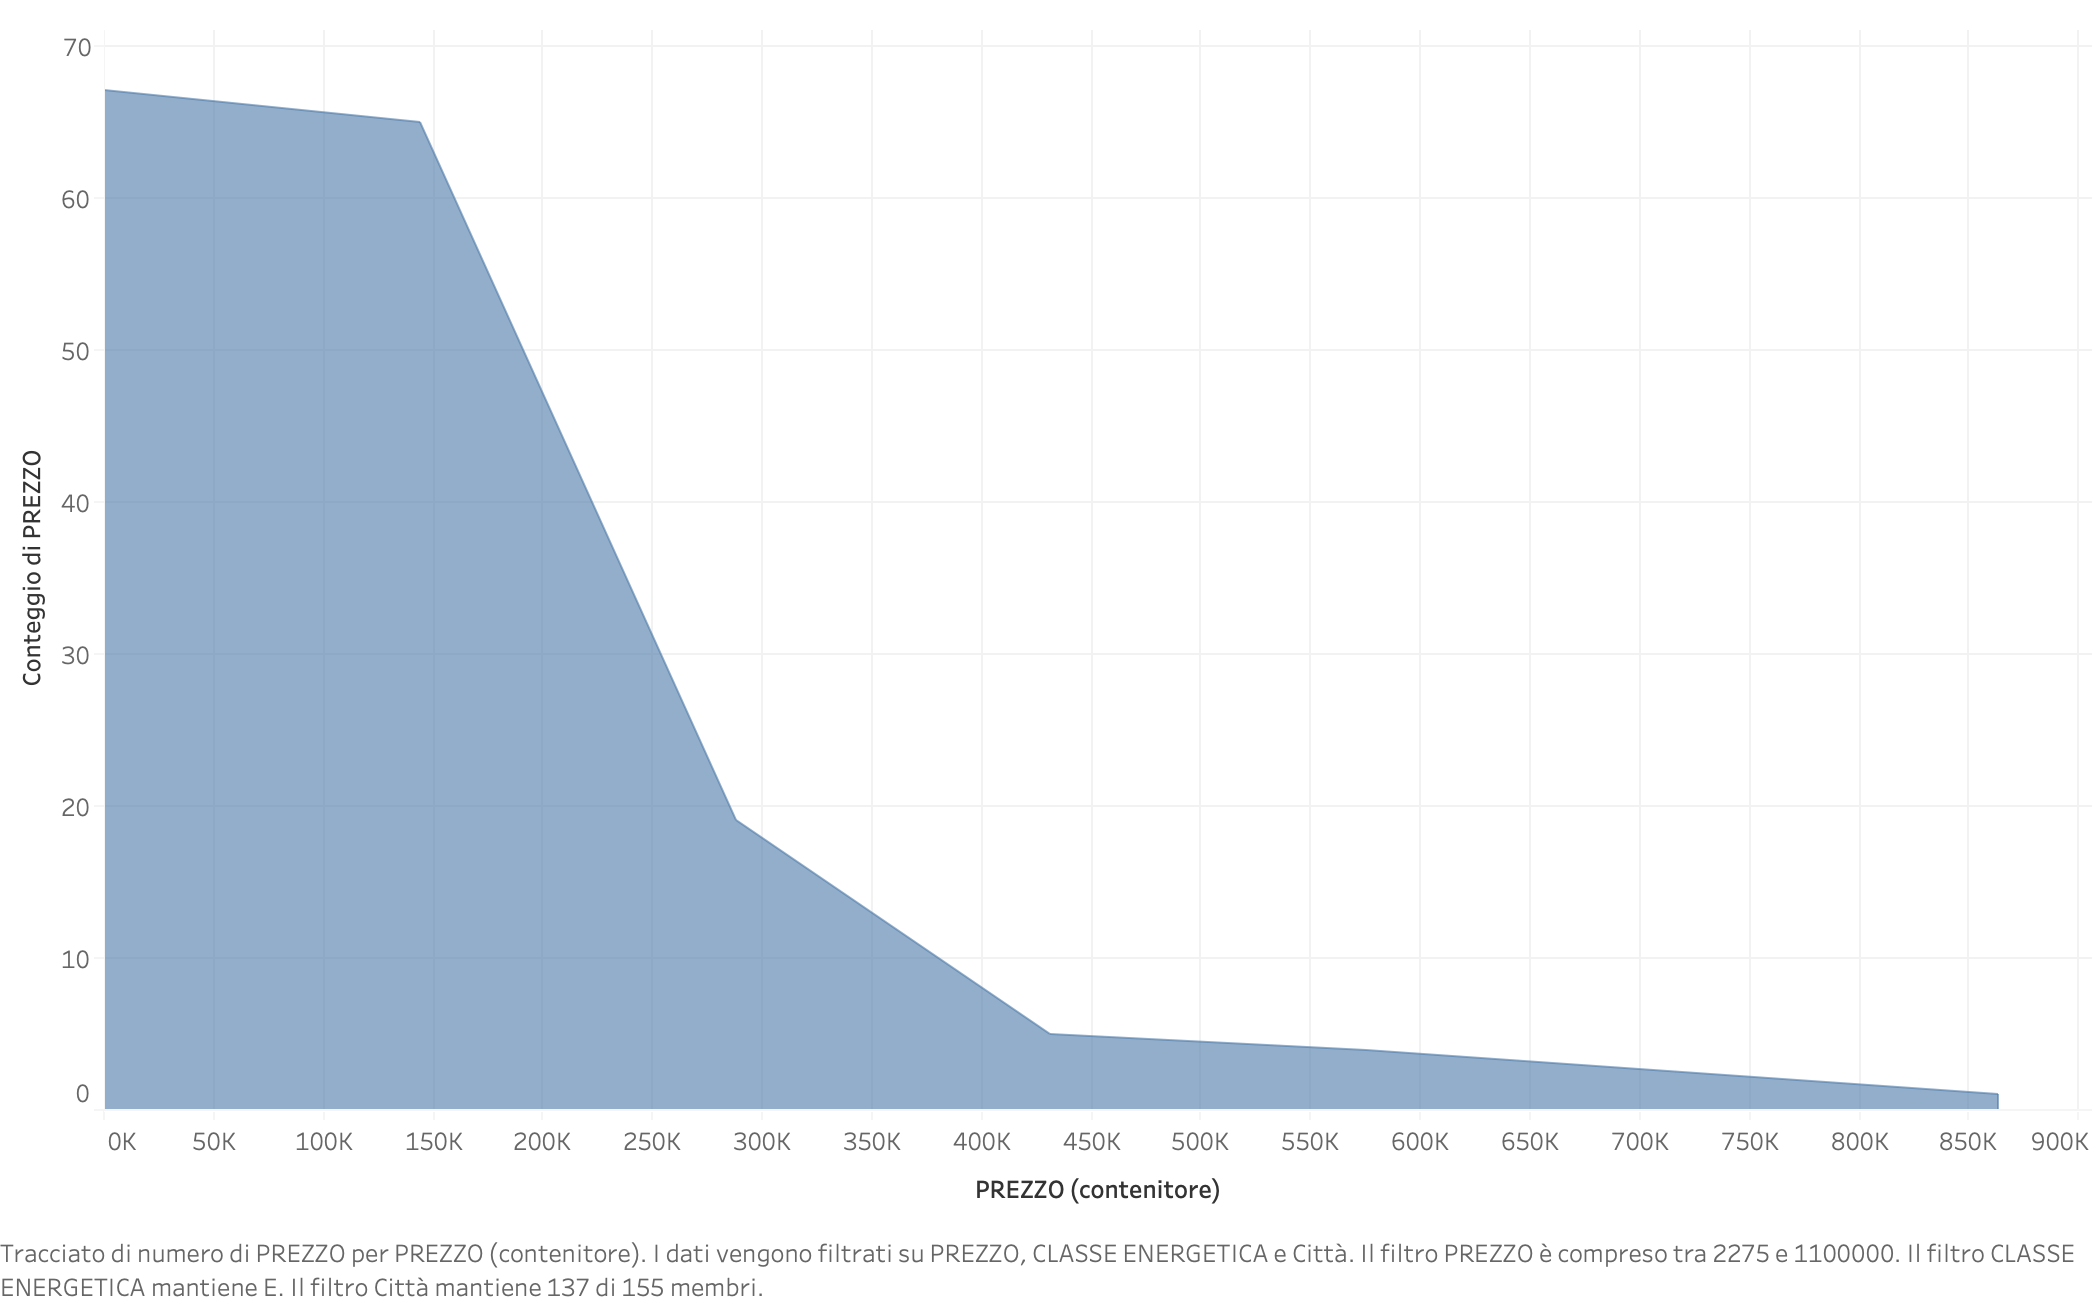 70
60
50
40
30
20
10
0
Conteggio di PREZZO
0K 50K 100K 150K 200K 250K 300K 350K 400K 450K 500K 550K 600K 650K 700K 750K 800K 850K 900K
PREZZO (contenitore)
Tracciato di numero di PREZZO per PREZZO (contenitore). I dati vengono filtrati su PREZZO, CLASSE ENERGETICA e Città. Il filtro PREZZO è compreso tra 2275 e 1100000. Il filtro CLASSE
ENERGETICA mantiene E. Il filtro Città mantiene 137 di 155 membri.